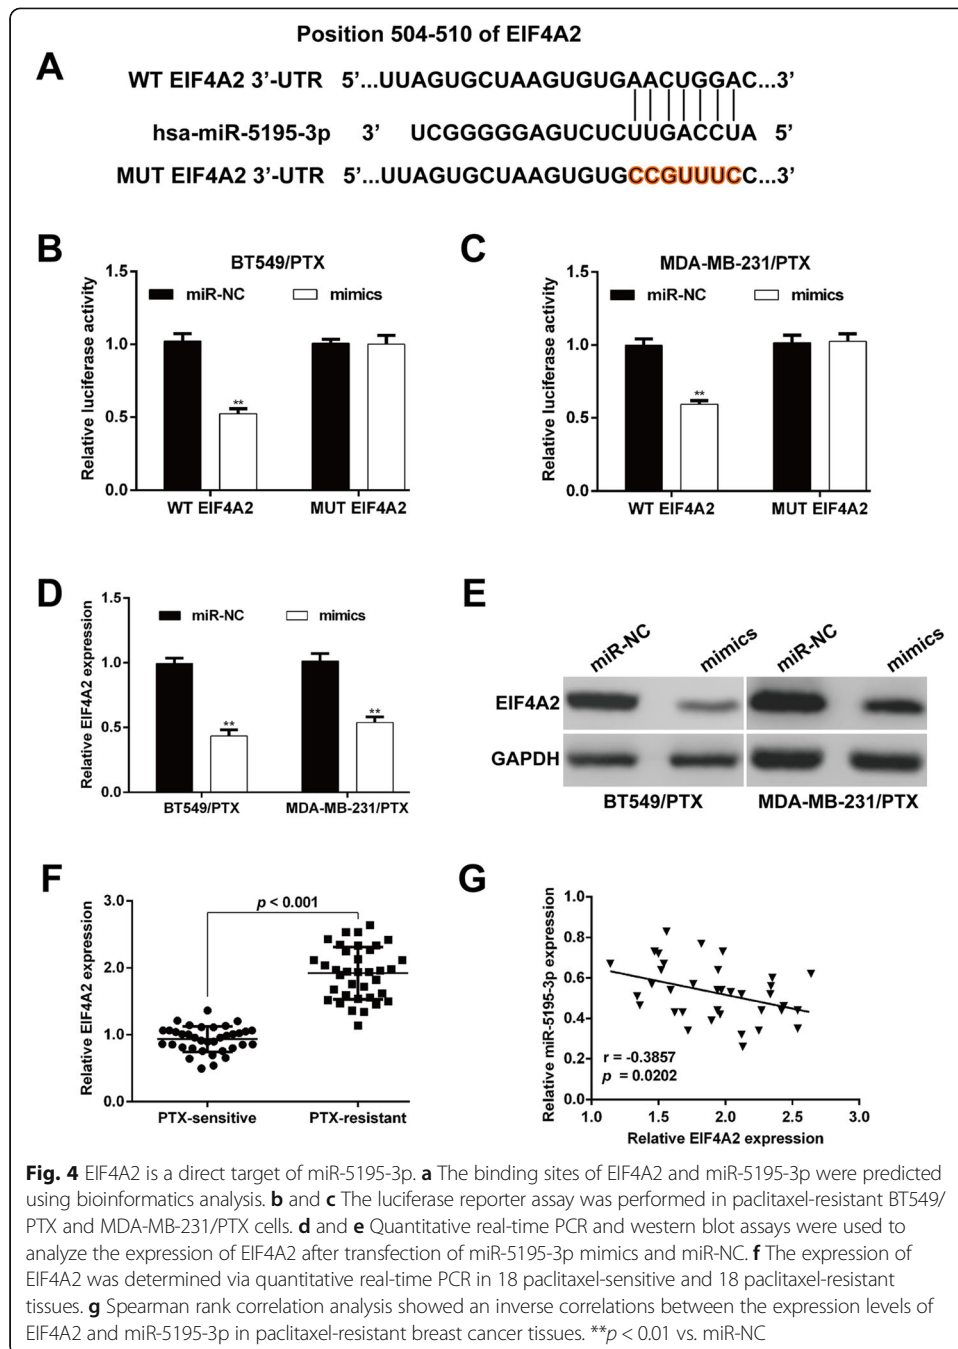 Position 504-510 of EIF4A2
A
WT EIF4A2 3’-UTR 5’...UUAGUGCUAAGUGUGAACUGGAC...3’
hsa-miR-5195-3p 3’ UCGGGGGAGUCUCUUGACCUA 5’
MUT EIF4A2 3’-UTR 5’...UUAGUGCUAAGUGUGCCGUUUCC...3’
B
BT549/PTX
miR-NC mimics
Relative luciferase activity
1.5
1.0
0.5
0.0
**
WT EIF4A2 MUT EIF4A2
C
MDA-MB-231/PTX
miR-NC mimics
Relative luciferase activity
1.5
1.0
0.5
0.0
**
WT EIF4A2 MUT EIF4A2
D
miR-NC mimics
Relative EIF4A2 expression
1.5
1.0
0.5
0.0
** **
BT549/PTX MDA-MB-231/PTX
E
miR-NC mimics miR-NC mimics
EIF4A2
GAPDH
BT549/PTX MDA-MB-231/PTX
F
p < 0.001
Relative EIF4A2 expression
3.0
2.0
1.0
0.0
PTX-sensitive PTX-resistant
G
Relative miR-5195-3p expression
1.0
0.8
0.6
0.4
0.2
0.0
r = -0.3857
p = 0.0202
1.0 1.5 2.0 2.5 3.0
Relative EIF4A2 expression
Fig. 4 EIF4A2 is a direct target of miR-5195-3p. a The binding sites of EIF4A2 and miR-5195-3p were predicted
using bioinformatics analysis. b and c The luciferase reporter assay was performed in paclitaxel-resistant BT549/
PTX and MDA-MB-231/PTX cells. d and e Quantitative real-time PCR and western blot assays were used to
analyze the expression of EIF4A2 after transfection of miR-5195-3p mimics and miR-NC. f The expression of
EIF4A2 was determined via quantitative real-time PCR in 18 paclitaxel-sensitive and 18 paclitaxel-resistant
tissues. g Spearman rank correlation analysis showed an inverse correlations between the expression levels of
EIF4A2 and miR-5195-3p in paclitaxel-resistant breast cancer tissues. **p < 0.01 vs. miR-NC